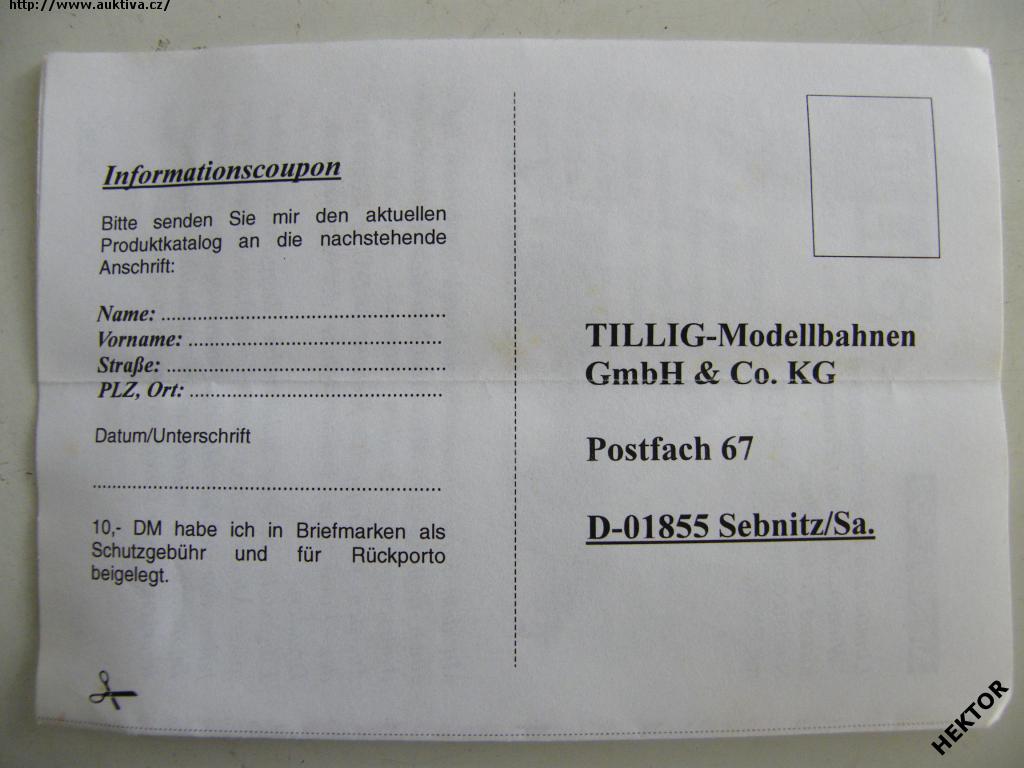 http://www.auktiva.cz/
Informationscoupon
Bitte senden Sie mir den aktuellen
Produktkatalog an die nachstehende
Anschrift:
Name: ......................................................
Vorname: ................................................
Straße: .....................................................
PLZ, Ort: ................................................
Datum/Unterschrift
..................................................................
10,- DM habe ich in Briefmarken als
Schutzgebühr und für Rückporto
beigelegt.
TILLIG-Modellbahnen
GmbH & Co. KG
Postfach 67
D-01855 Sebnitz/Sa.
HEKTOR